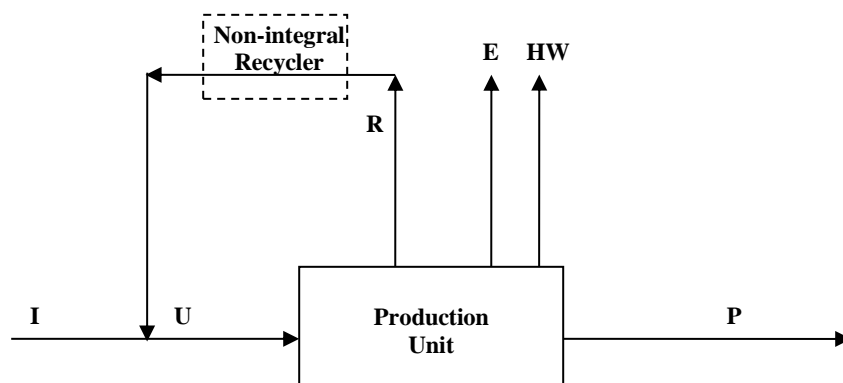 Non-integral
Recycler
E HW
R
I U
Production
Unit
P